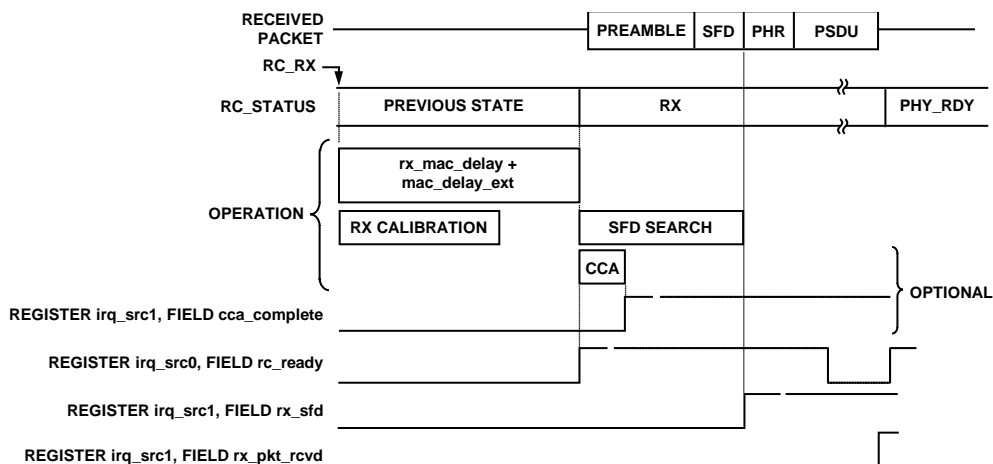 RECEIVED
PACKET
PREAMBLE SFD PHR PSDU
RC_RX
RC_STATUS PREVIOUS STATE RX PHY_RDY
rx_mac_delay +
mac_delay_ext
OPERATION
RX CALIBRATION SFD SEARCH
CCA
OPTIONAL
REGISTER irq_src1, FIELD cca_complete
REGISTER irq_src0, FIELD rc_ready
REGISTER irq_src1, FIELD rx_sfd
REGISTER irq_src1, FIELD rx_pkt_rcvd